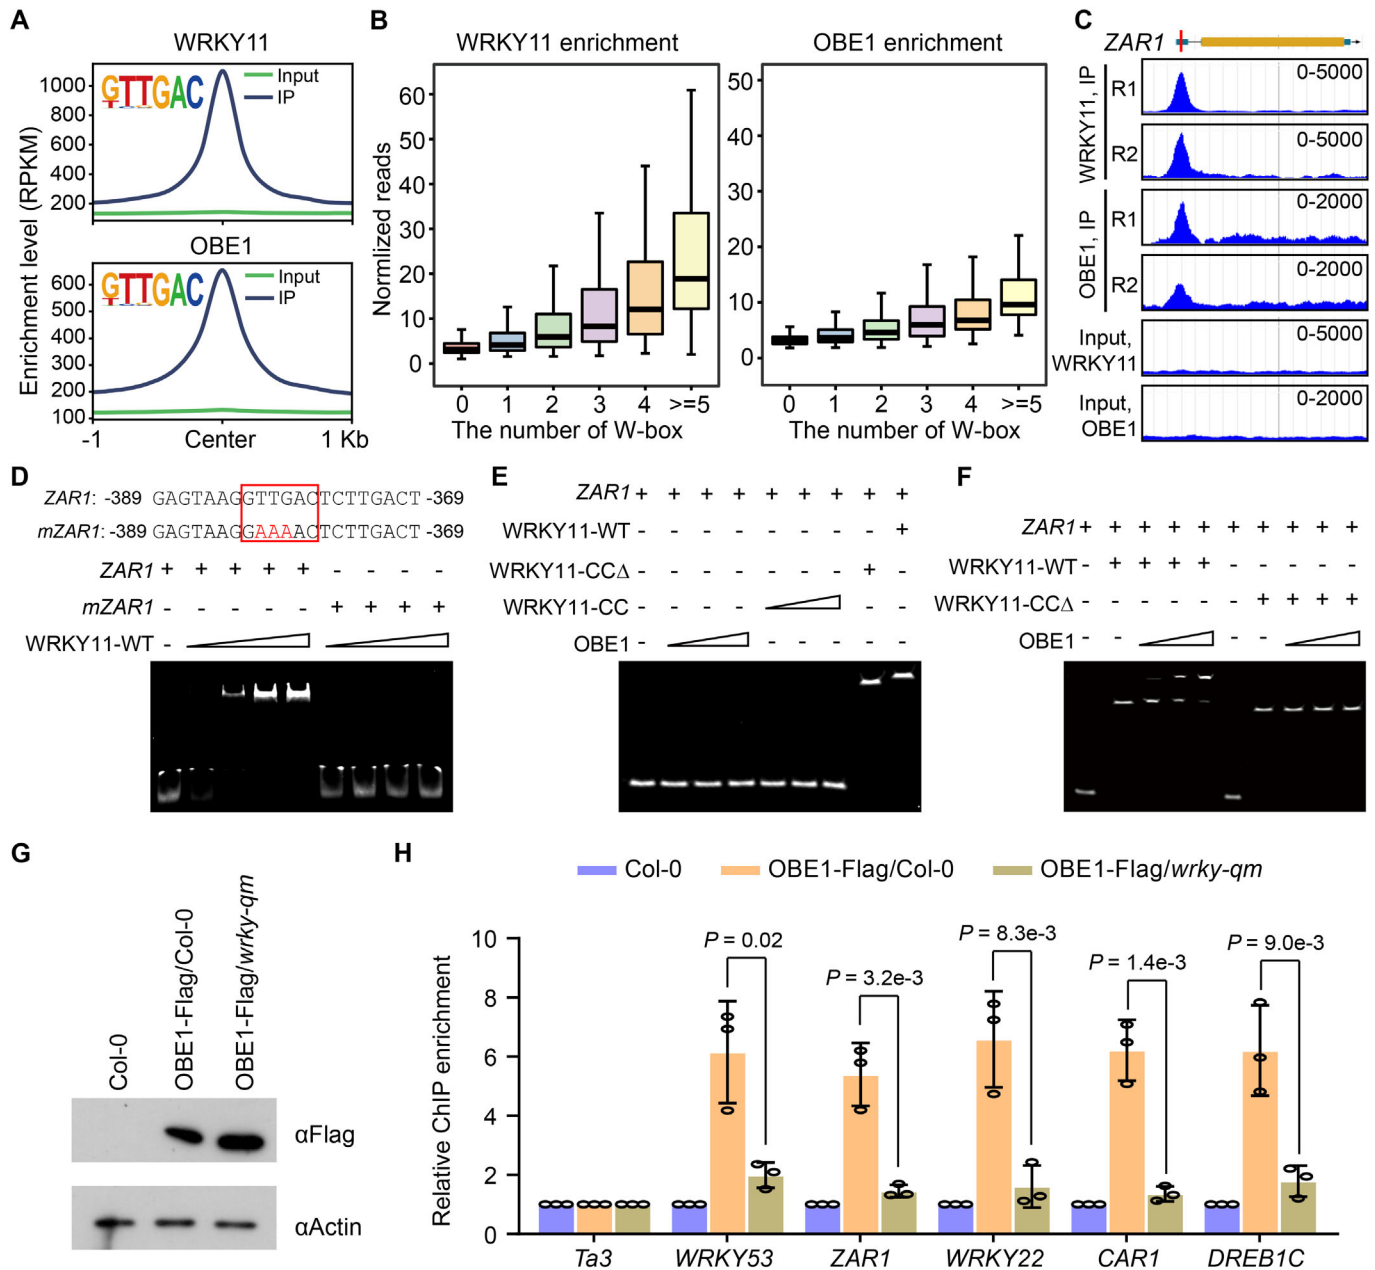 A
WRKY11
1000
800
600
400
200
GTTGAC
Input
IP
Enrichment level (RPKM)
OBE1
600
500
400
300
200
100
GTTGAC
Input
IP
-1 Center 1 Kb
B
WRKY11 enrichment
Normlized reads
60
50
40
30
20
10
0
0 1 2 3 4 >=5
The number of W-box
OBE1 enrichment
50
40
30
20
10
0
0 1 2 3 4 >=5
The number of W-box
C
ZAR1
WRKY11, IP
R1 0-5000
R2 0-5000
OBE1, IP
R1 0-2000
R2 0-2000
Input, WRKY11 0-5000
Input, OBE1 0-2000
D
ZAR1: -389 GAGTAAGGTTGACTCTTGACT -369
mZAR1: -389 GAGTAAGGAAAACTCTTGACT -369
ZAR1 + + + + + - - - -
mZAR1 - - - - - + + + +
WRKY11-WT -
E
ZAR1 + + + + + + + + +
WRKY11-WT - - - - - - - - +
WRKY11-CCΔ - - - - - - - + -
WRKY11-CC - - - - - -
OBE1 - - - - - -
F
ZAR1 + + + + + + + + + +
WRKY11-WT - + + + + - - - - -
WRKY11-CCΔ - - - - - - + + + +
OBE1 - - - -
G
Col-0
OBE1-Flag/Col-0
OBE1-Flag/wrky-qm
αFlag
αActin
H
Col-0 OBE1-Flag/Col-0 OBE1-Flag/wrky-qm
Relative ChIP enrichment
10
8
6
4
2
0
P = 0.02
P = 3.2e-3
P = 8.3e-3
P = 1.4e-3
P = 9.0e-3
Ta3 WRKY53 ZAR1 WRKY22 CAR1 DREB1C